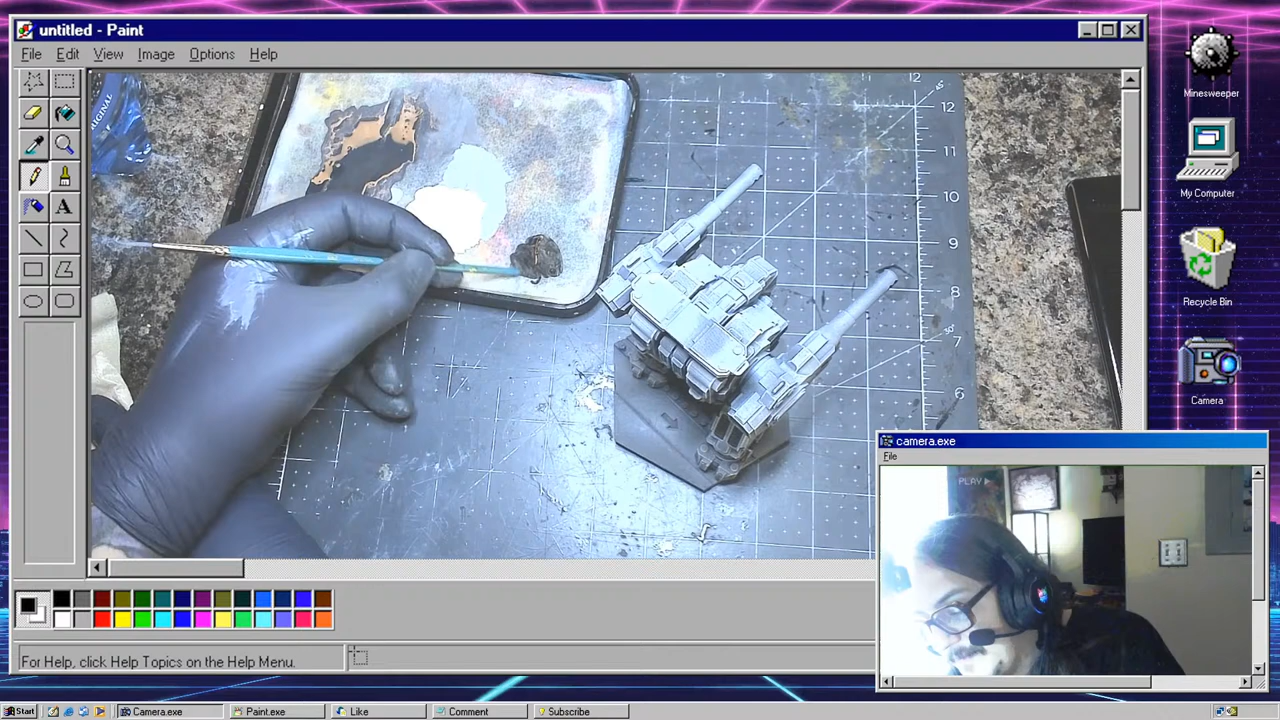 untitled - Paint
File Edit View Image Options Help
Minesweeper
My Computer
Recycle Bin
Camera
ORIGINAL
12
12
11
10
9
8
7
6
camera.exe
File
PLAY
For Help, click Help Topics on the Help Menu.
Start Camera.exe Paint.exe Like Comment Subscribe